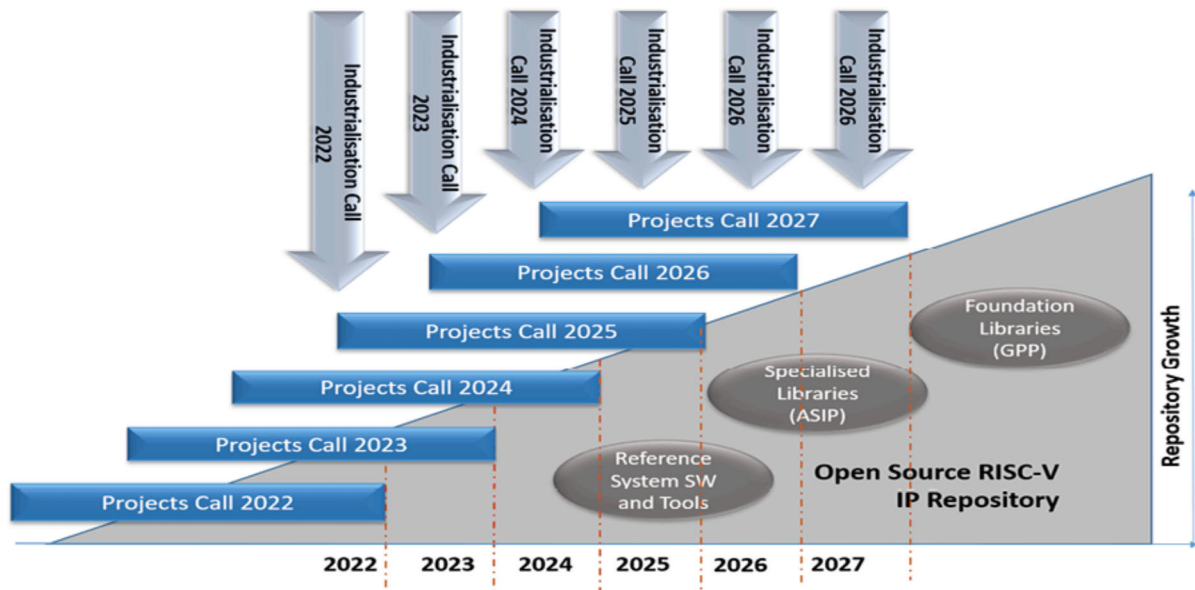 Industrialisation Call
2022
Industrialisation Call
2023
Industrialisation
Call 2024
Industrialisation
Call 2025
Industrialisation
Call 2026
Industrialisation
Call 2026
Projects Call 2027
Projects Call 2026
Projects Call 2025
Projects Call 2024
Projects Call 2023
Projects Call 2022
Foundation
Libraries
(GPP)
Specialised
Libraries
(ASIP)
Reference
System SW
and Tools
Open Source RISC-V
IP Repository
Repository Growth
2022
2023
2024
2025
2026
2027